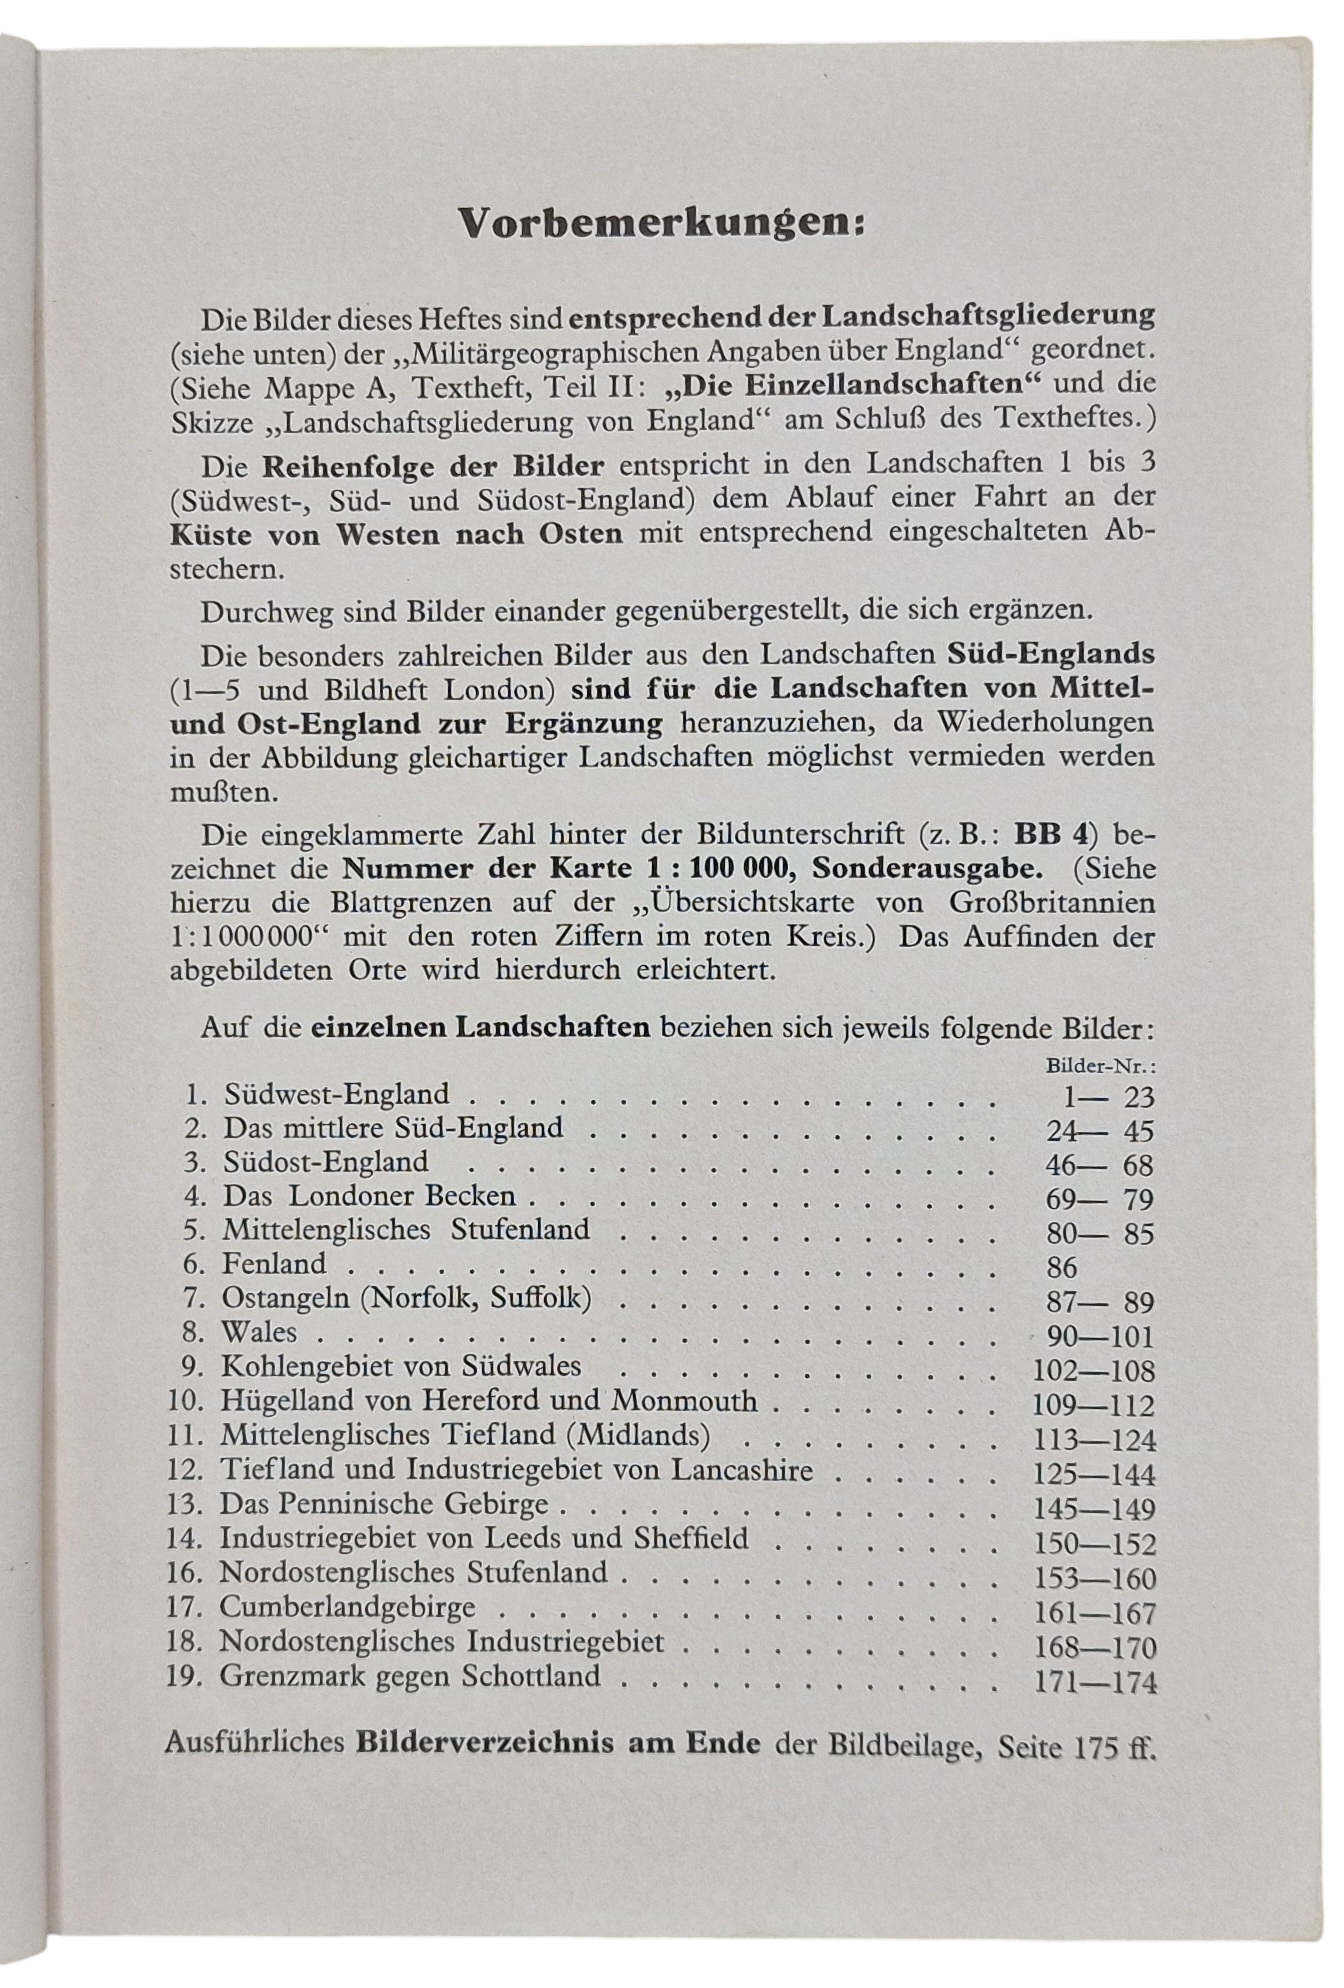 Vorbemerkungen:
Die Bilder dieses Heftes sind entsprechend der Landschaftsgliederung
(siehe unten) der „Militärgeographischen Angaben über England“ geordnet.
(Siehe Mappe A, Textheft, Teil II: „Die Einzellandschaften“ und die
Skizze „Landschaftsgliederung von England“ am Schluß des Textheftes.)
Die Reihenfolge der Bilder entspricht in den Landschaften 1 bis 3
(Südwest-, Süd- und Südost-England) dem Ablauf einer Fahrt an der
Küste von Westen nach Osten mit entsprechend eingeschalteten Ab-
stechern.
Durchweg sind Bilder einander gegenübergestellt, die sich ergänzen.
Die besonders zahlreichen Bilder aus den Landschaften Süd-Englands
(1—5 und Bildheft London) sind für die Landschaften von Mittel-
und Ost-England zur Ergänzung heranzuziehen, da Wiederholungen
in der Abbildung gleichartiger Landschaften möglichst vermieden werden
mußten.
Die eingeklammerte Zahl hinter der Bildunterschrift (z. B.: BB 4) be-
zeichnet die Nummer der Karte 1 : 100 000, Sonderausgabe. (Siehe
hierzu die Blattgrenzen auf der „Übersichtskarte von Großbritannien
1:1 000 000“ mit den roten Ziffern im roten Kreis.) Das Auffinden der
abgebildeten Orte wird hierdurch erleichtert.
Auf die einzelnen Landschaften beziehen sich jeweils folgende Bilder:
Bilder-Nr.:
1. Südwest-England . . . . . . . . . . . . . . . . . . 1— 23
2. Das mittlere Süd-England . . . . . . . . . . . . . . 24— 45
3. Südost-England . . . . . . . . . . . . . . . . . . 46— 68
4. Das Londoner Becken . . . . . . . . . . . . . . . . 69— 79
5. Mittelenglisches Stufenland . . . . . . . . . . . . . 80— 85
6. Fenland . . . . . . . . . . . . . . . . . . . . . . 86
7. Ostangeln (Norfolk, Suffolk) . . . . . . . . . . . . . 87— 89
8. Wales . . . . . . . . . . . . . . . . . . . . . . . 90—101
9. Kohlengebiet von Südwales . . . . . . . . . . . . . 102—108
10. Hügelland von Hereford und Monmouth . . . . . . . . 109—112
11. Mittelenglisches Tiefland (Midlands) . . . . . . . . . 113—124
12. Tiefland und Industriegebiet von Lancashire . . . . . . 125—144
13. Das Penninische Gebirge . . . . . . . . . . . . . . . 145—149
14. Industriegebiet von Leeds und Sheffield . . . . . . . . 150—152
16. Nordostenglisches Stufenland . . . . . . . . . . . . . 153—160
17. Cumberlandgebirge . . . . . . . . . . . . . . . . . 161—167
18. Nordostenglisches Industriegebiet . . . . . . . . . . . 168—170
19. Grenzmark gegen Schottland . . . . . . . . . . . . . 171—174
Ausführliches Bilderverzeichnis am Ende der Bildbeilage, Seite 175 ff.